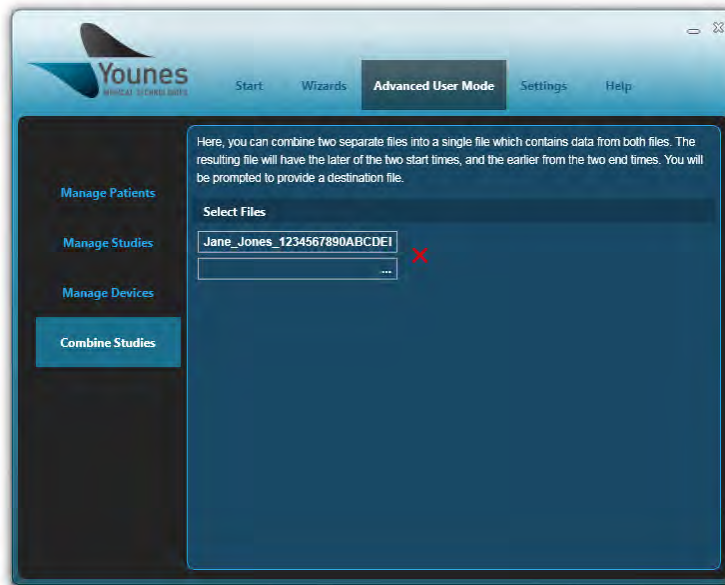 Younes
MEDICAL TECHNOLOGIES
Start
Wizards
Advanced User Mode
Settings
Help
Manage Patients
Manage Studies
Manage Devices
Combine Studies
Here, you can combine two separate files into a single file which contains data from both files. The
resulting file will have the later of the two start times, and the earlier from the two end times. You will
be prompted to provide a destination file.
Select Files
Jane_Jones_1234567890ABCDEI
...